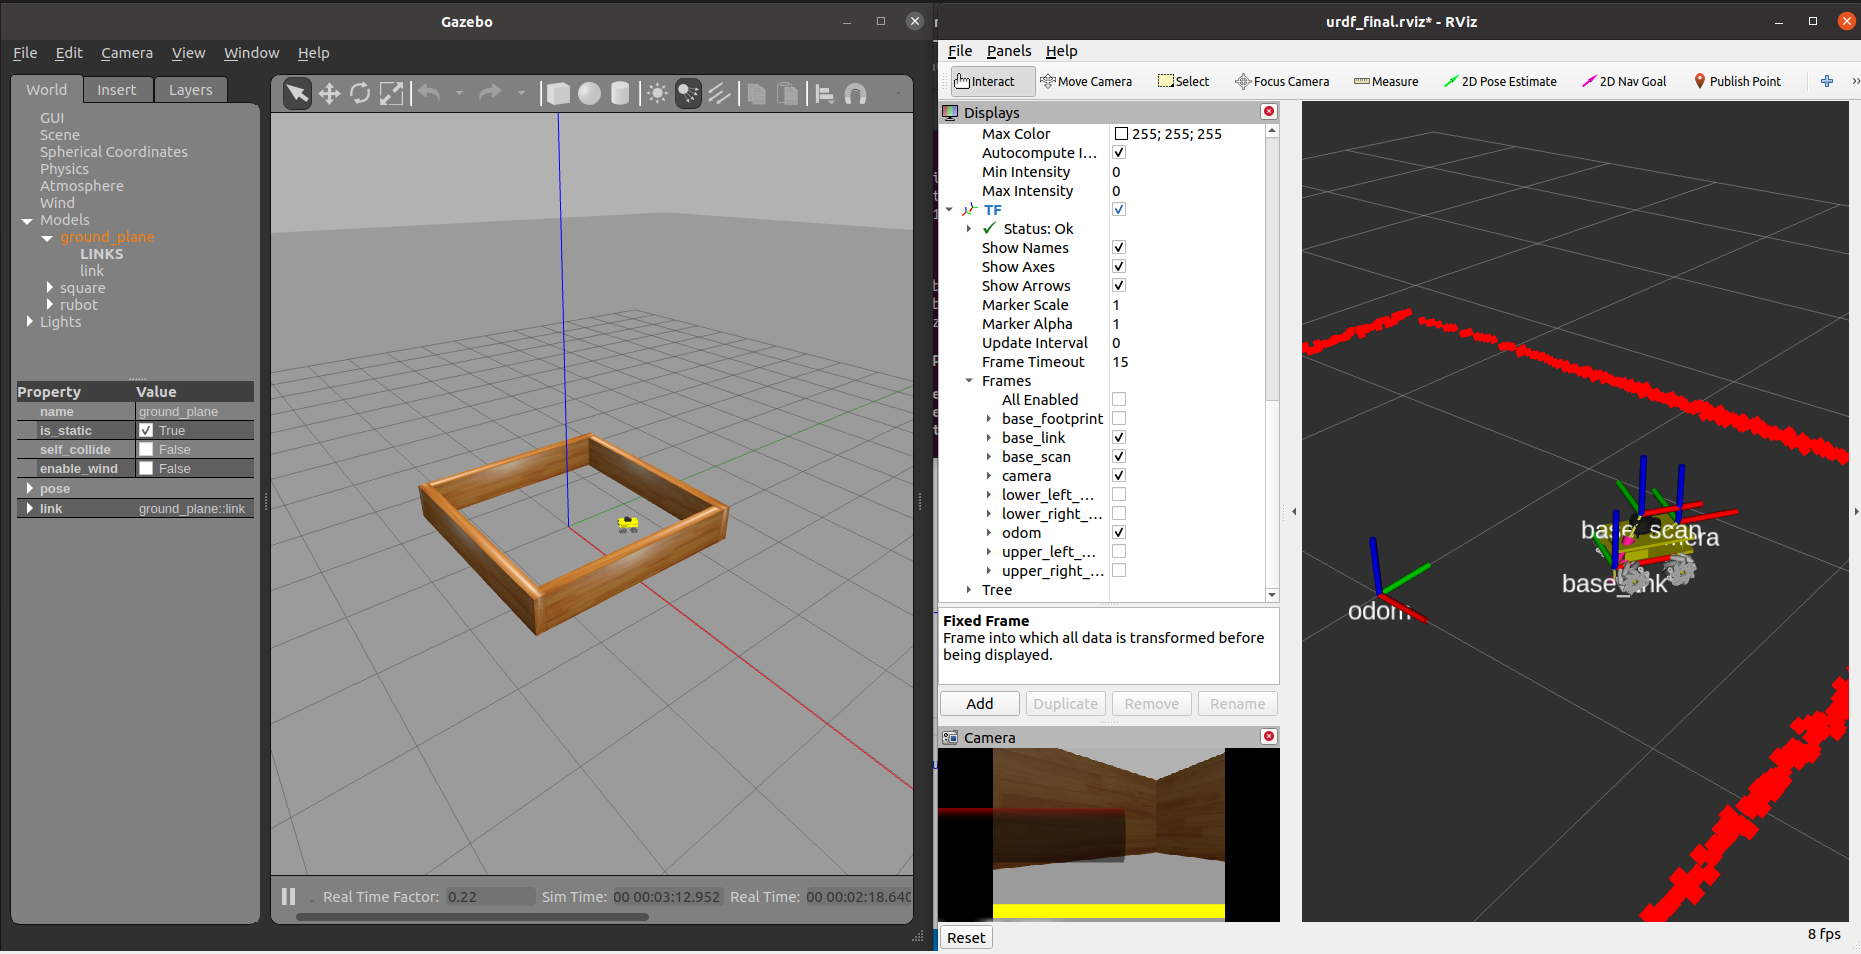 Gazebo
File Edit Camera View Window Help
World Insert Layers
GUI
Scene
Spherical Coordinates
Physics
Atmosphere
Wind
Models
ground_plane
LINKS
link
square
rubot
Lights
Property Value
name ground_plane
is_static True
self_collide False
enable_wind False
pose
link ground_plane::link
Real Time Factor: 0.22 Sim Time: 00 00:03:12.952 Real Time: 00 00:02:18.640
urdf_final.rviz* - RViz
File Panels Help
Interact Move Camera Select Focus Camera Measure 2D Pose Estimate 2D Nav Goal Publish Point
Displays
Max Color 255; 255; 255
Autocompute I...
Min Intensity 0
Max Intensity 0
TF
Status: Ok
Show Names
Show Axes
Show Arrows
Marker Scale 1
Marker Alpha 1
Update Interval 0
Frame Timeout 15
Frames
All Enabled
base_footprint
base_link
base_scan
camera
lower_left_...
lower_right_...
odom
upper_left_...
upper_right_...
Tree
Fixed Frame
Frame into which all data is transformed before
being displayed.
Add Duplicate Remove Rename
Camera
Reset
base_scan
base_link
odom
8 fps